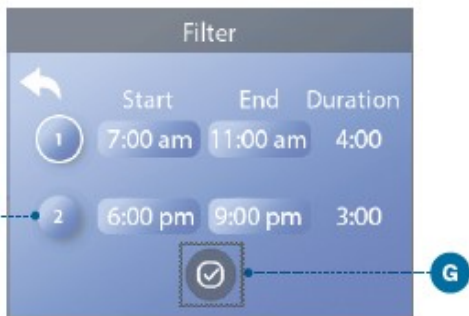 Filter
Start End Duration
1 7:00 am 11:00 am 4:00
2 6:00 pm 9:00 pm 3:00
G